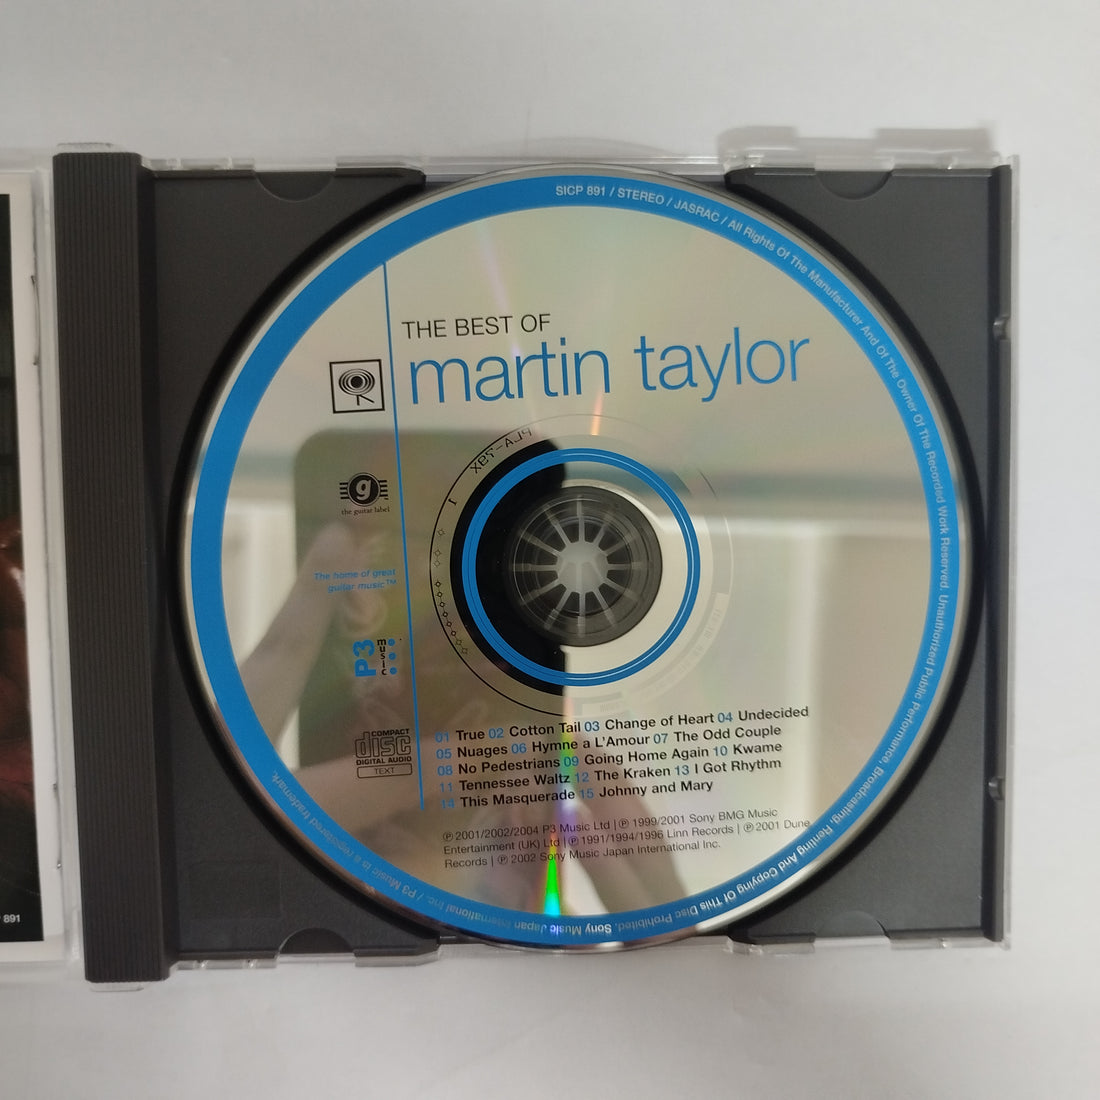 SICP 891 / STEREO / JASRAC / All Rights Of The Manufacturer And Of The Owner Of The Recorded Work Reserved. Unauthorized Public Performance, Broadcasting, Renting And Copying Of This Disc Prohibited. Sony Music Japan International Inc. / P3 Music is a registered trademark.
THE BEST OF
martin taylor
g
the guitar label
The home of great
guitar music™
P3
music
COMPACT
disc
DIGITAL AUDIO
TEXT
01 True 02 Cotton Tail 03 Change of Heart 04 Undecided
05 Nuages 06 Hymne a L'Amour 07 The Odd Couple
08 No Pedestrians 09 Going Home Again 10 Kwame
11 Tennessee Waltz 12 The Kraken 13 I Got Rhythm
14 This Masquerade 15 Johnny and Mary
℗ 2001/2002/2004 P3 Music Ltd | ℗ 1999/2001 Sony BMG Music
Entertainment (UK) Ltd | ℗ 1991/1994/1996 Linn Records | ℗ 2001 Dune
Records | ℗ 2002 Sony Music Japan International Inc.
891